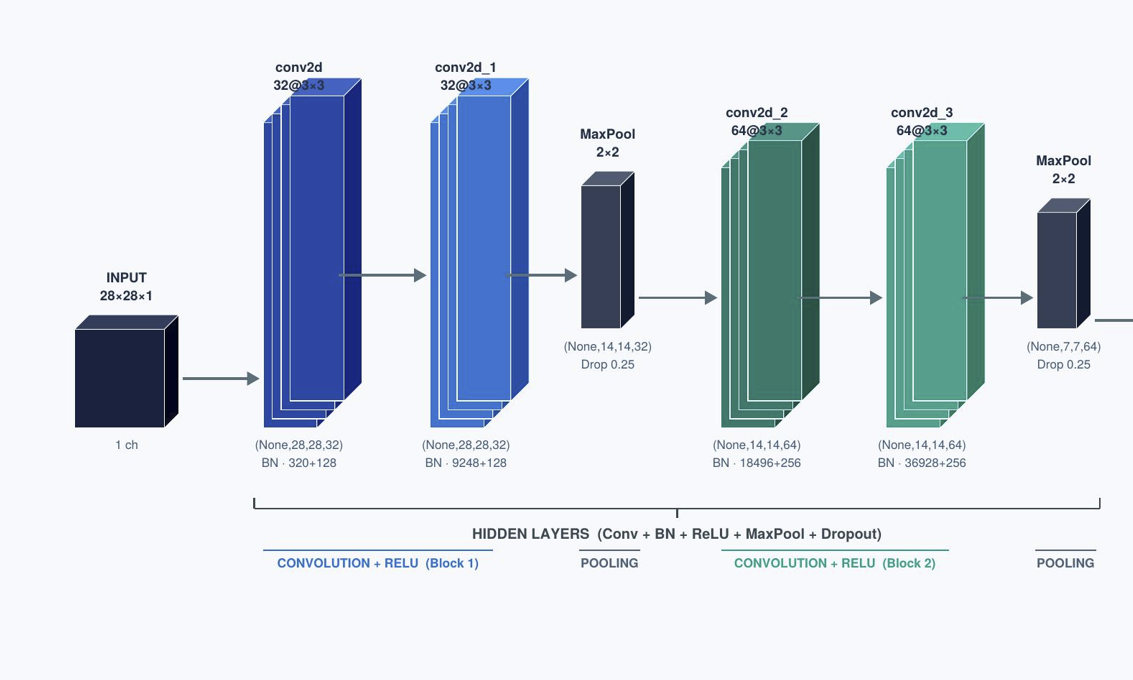 conv2d
32@3×3
conv2d_1
32@3×3
conv2d_2
64@3×3
conv2d_3
64@3×3
MaxPool
2×2
MaxPool
2×2
INPUT
28×28×1
(None,14,14,32)
Drop 0.25
(None,7,7,64)
Drop 0.25
1 ch
(None,28,28,32)
BN · 320+128
(None,28,28,32)
BN · 9248+128
(None,14,14,64)
BN · 18496+256
(None,14,14,64)
BN · 36928+256
HIDDEN LAYERS (Conv + BN + ReLU + MaxPool + Dropout)
CONVOLUTION + RELU (Block 1)
POOLING
CONVOLUTION + RELU (Block 2)
POOLING